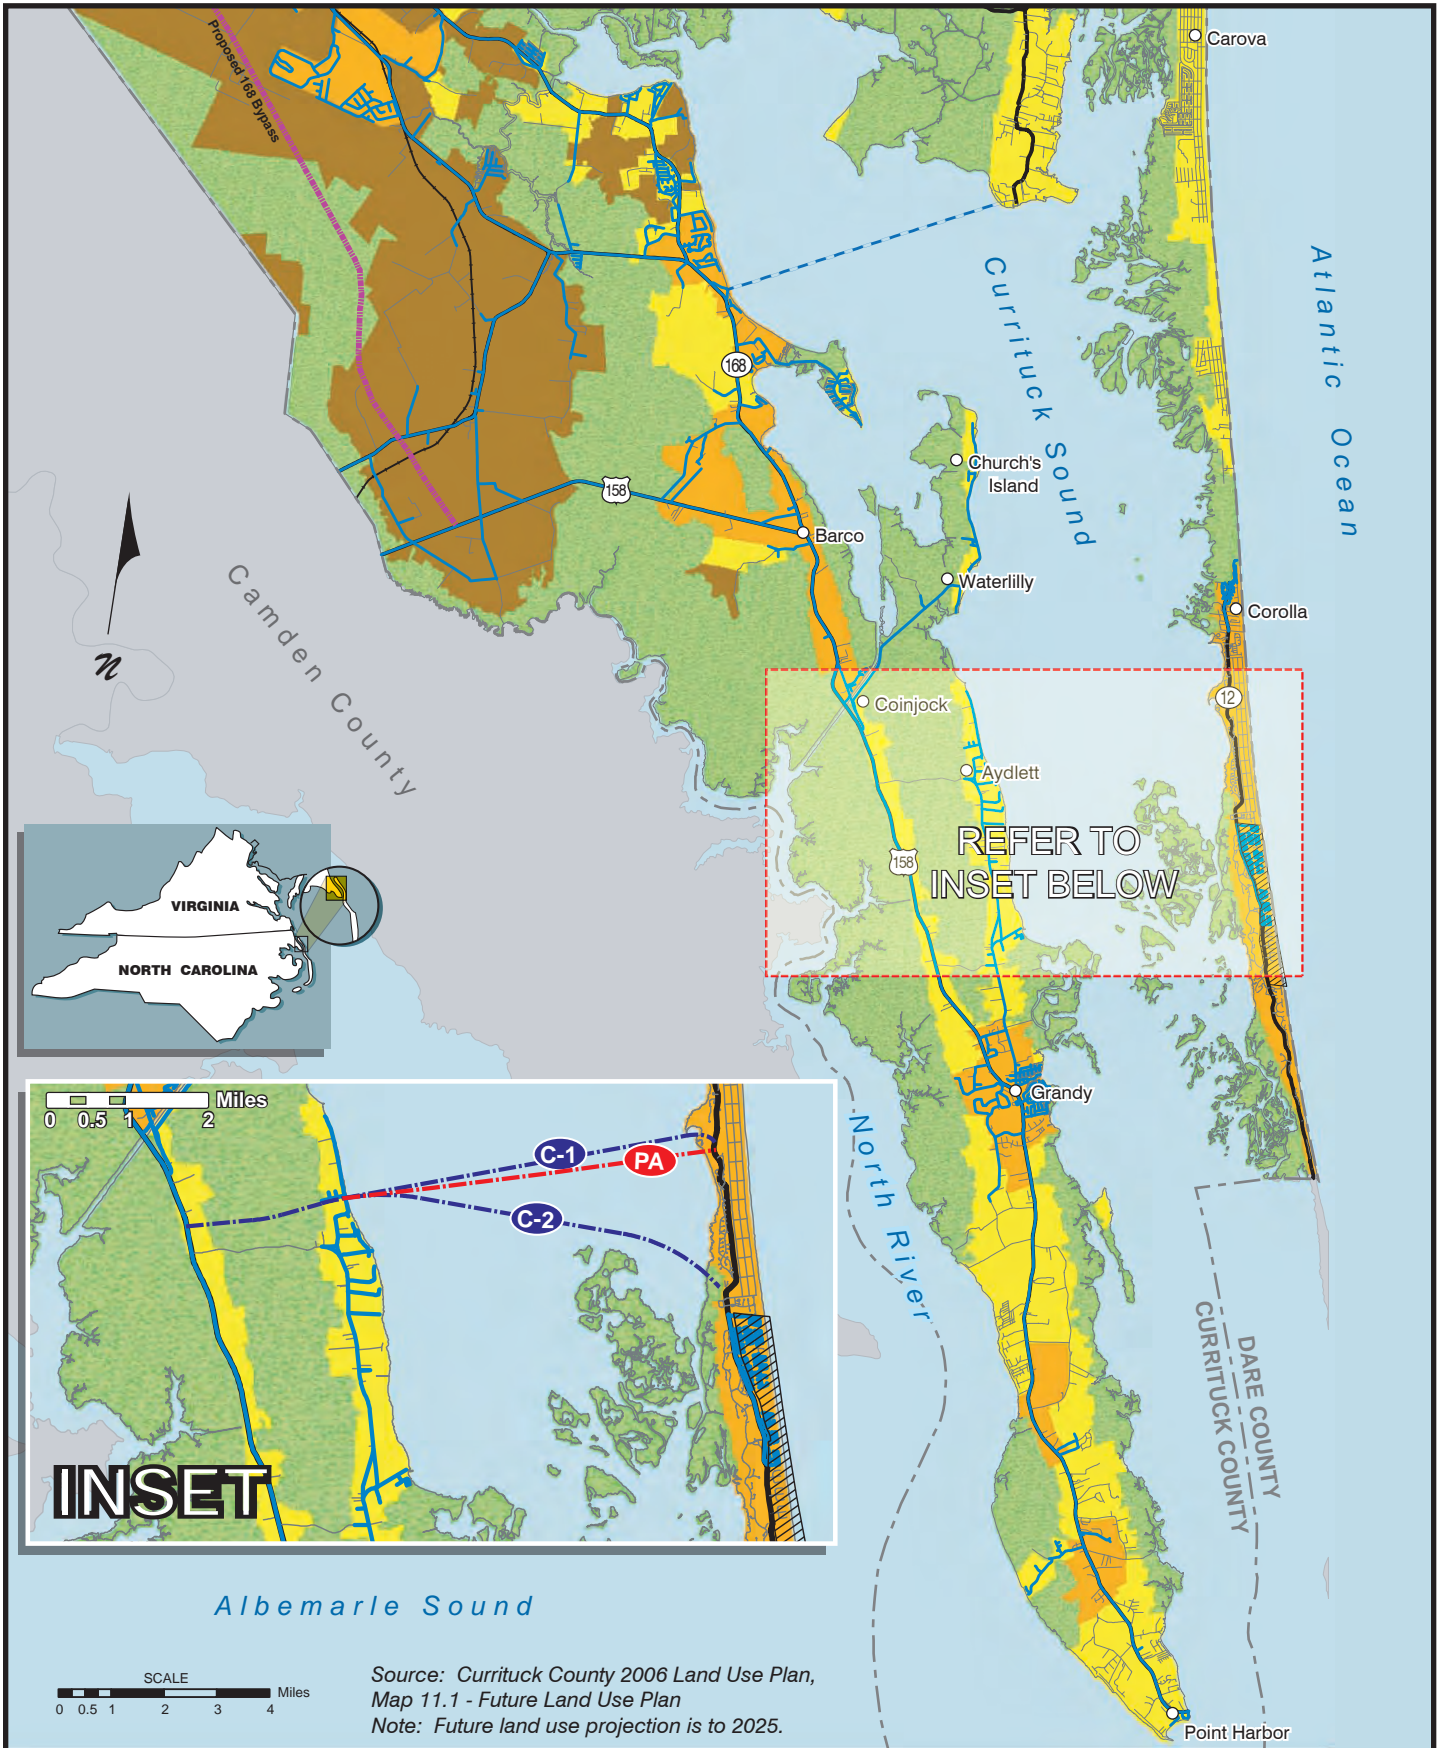 Carova
Proposed 168 Bypass
Atlantic Ocean
Currituck Sound
168
Church's
Island
158
Barco
Waterlilly
Corolla
Camden County
N
Coinjock
12
Aydlett
158
REFER TO
INSET BELOW
VIRGINIA
NORTH CAROLINA
Grandy
North River
Miles
0 0.5 1 2
C-1
PA
C-2
INSET
DARE COUNTY
CURRITUCK COUNTY
Albemarle Sound
SCALE
Miles
0 0.5 1 2 3 4
Source: Currituck County 2006 Land Use Plan,
Map 11.1 - Future Land Use Plan
Note: Future land use projection is to 2025.
Point Harbor